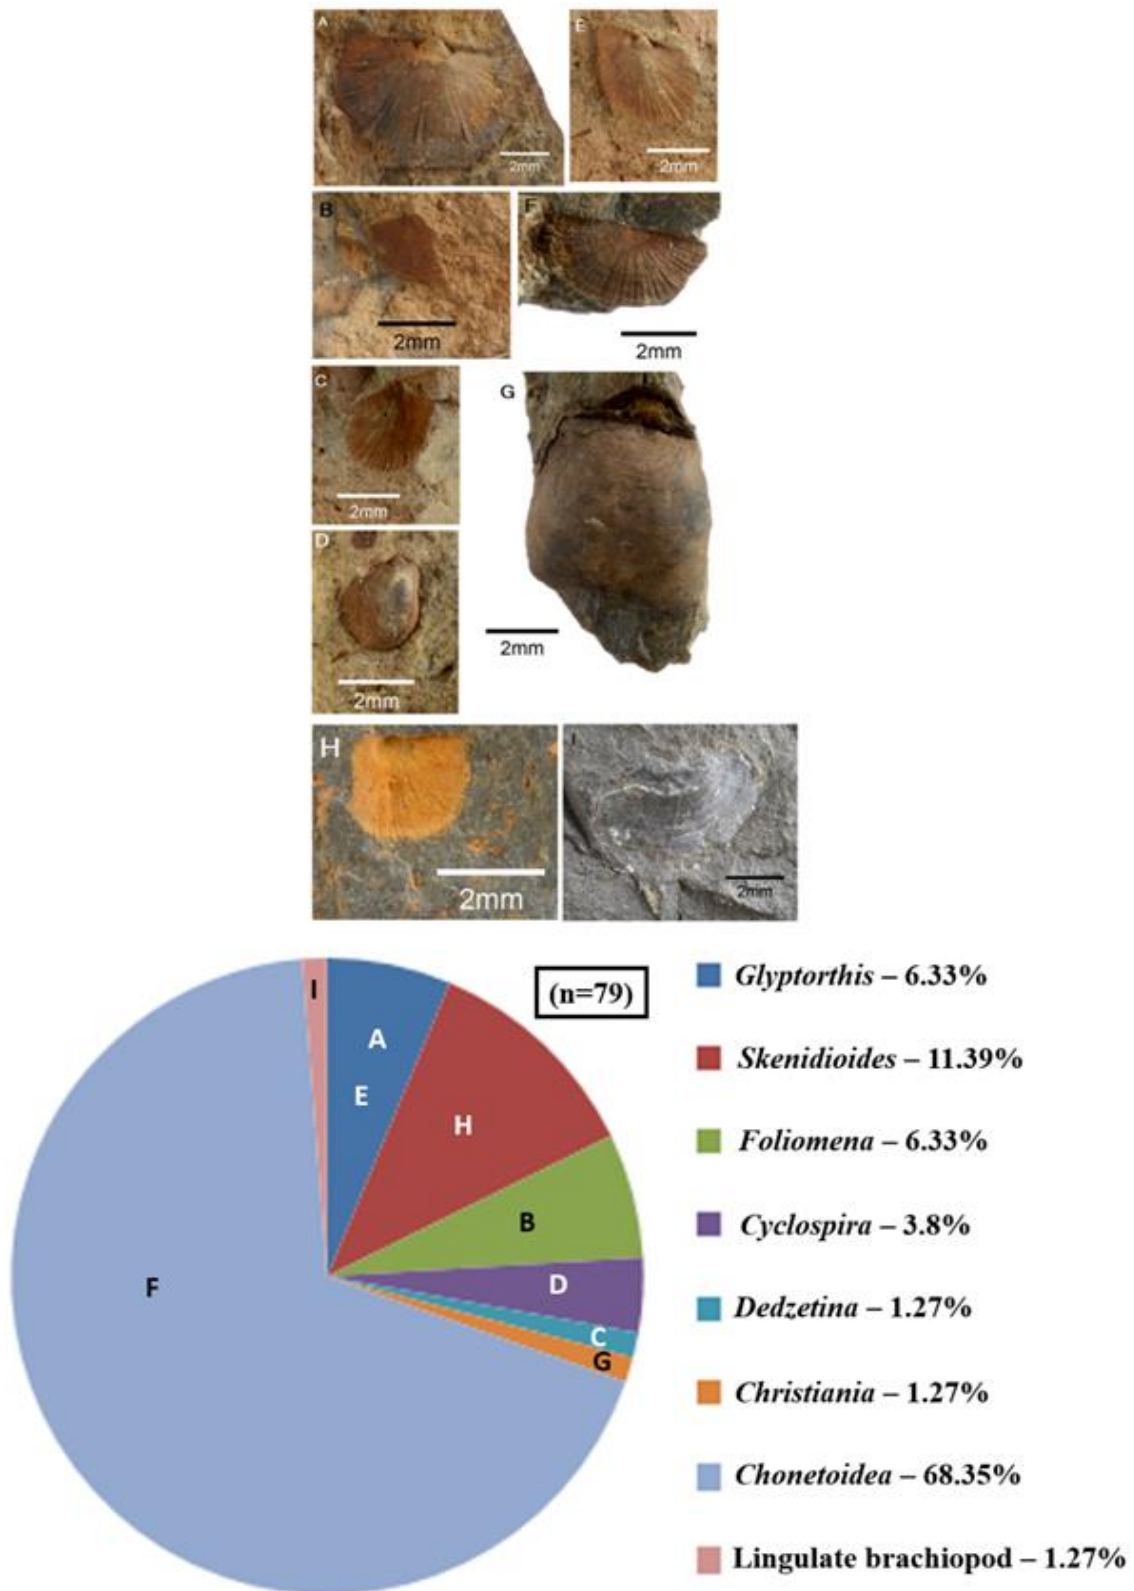 A
2mm
E
2mm
B
2mm
F
2mm
C
2mm
G
2mm
D
2mm
H
2mm
I
2mm
(n=79)
Glyptorthis – 6.33%
Skenidioides – 11.39%
Foliomena – 6.33%
Cyclospira – 3.8%
Dedzetina – 1.27%
Christiania – 1.27%
Chonetoidea – 68.35%
Lingulate brachiopod – 1.27%
I
A
E
H
B
D
C
G
F